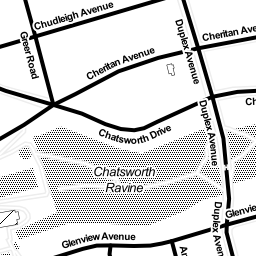 Chudleigh Avenue
Greer Road
Duplex Avenue
Cheritan Avenue
Cheritan Avenue
Chatsworth Drive
Duplex Avenue
Ch
Chatsworth
Ravine
Duplex Avenue
Glenview
Glenview Avenue